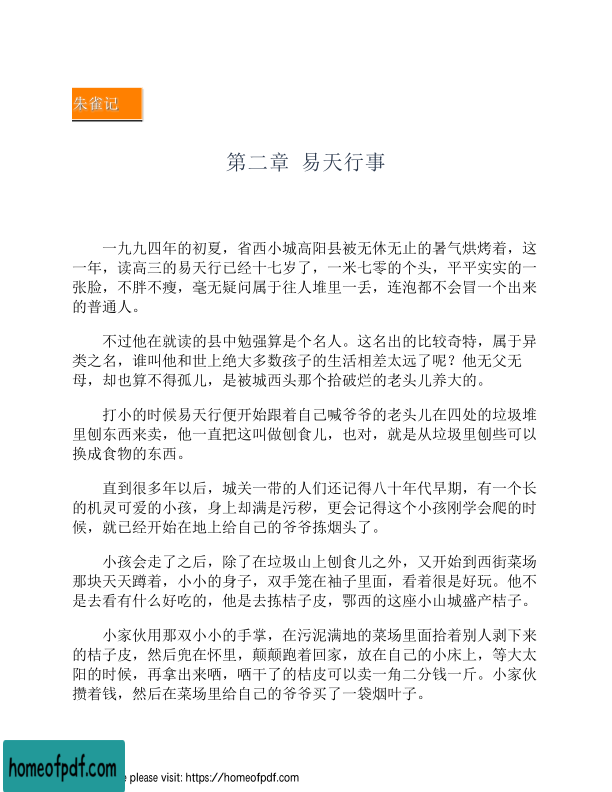 朱雀记
第二章 易天行事
一九九四年的初夏，省西小城高阳县被无休无止的暑气烘烤着，这
一年，读高三的易天行己经十七岁了，一米七零的个头，平平实实的一
张脸，不胖不瘦，毫无疑问属于往人堆里一丢，连泡都不会冒一个出来
的普通人。
不过他在就读的县中勉强算是个名人。这名出的比较奇特，属于异
类之名，谁叫他和世上绝大多数孩子的生活相差太远了呢？他无父无
母，却也算不得孤儿，是被城西头那个拾破烂的老头儿养大的。
打小的时候易天行便开始跟着自己喊爷爷的老头儿在四处的垃圾堆
里刨东西来卖，他一直把这叫做刨食儿，也对，就是从垃圾里刨些可以
换成食物的东西。
直到很多年以后，城关一带的人们还记得八十年代早期，有一个长
的机灵可爱的小孩，身上却满是污秽，更会记得这个小孩刚学会爬的时
候，就已经开始在地上给自己的爷爷拣烟头了。
小孩会走了之后，除了在垃圾山上刨食儿之外，又开始到西街菜场
那块天天蹲着，小小的身子，双手笼在袖子里面，看着很是好玩。他不
是去看有什么好吃的，他是去拣桔子皮，鄂西的这座小山城盛产桔子。
小家伙用那双小小的手掌，在污泥满地的菜场里面拾着别人剥下来
的桔子皮，然后兜在怀里，颠颠跑着回家，放在自己的小床上，等大太
阳的时候，再拿出来哂，哂干了的桔皮可以卖一角二分钱一斤。小家伙
攒着钱，然后在菜场里给自己的爷爷买了一袋烟叶子。
homeofpdf.com
e please visit: https://homeofpdf.com